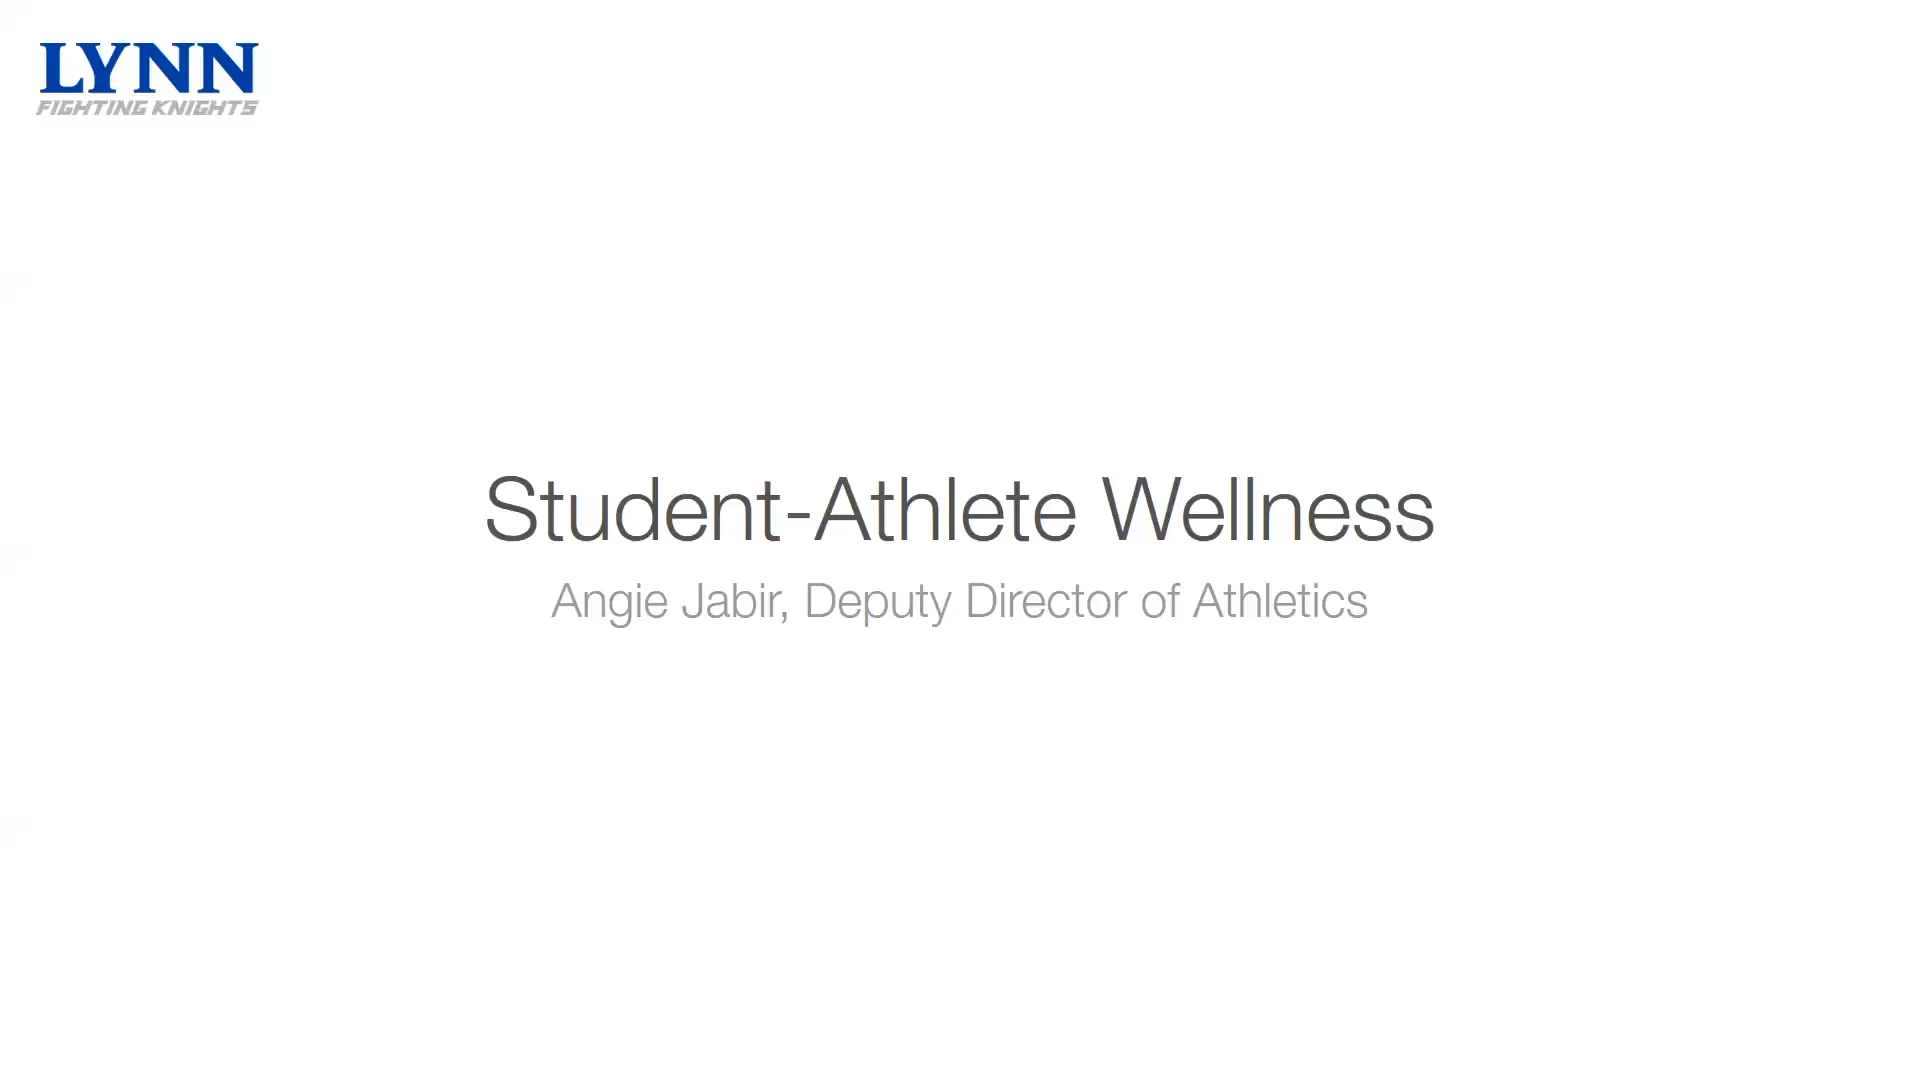 LYNN
FIGHTING KNIGHTS
Student-Athlete Wellness
Angie Jabir, Deputy Director of Athletics